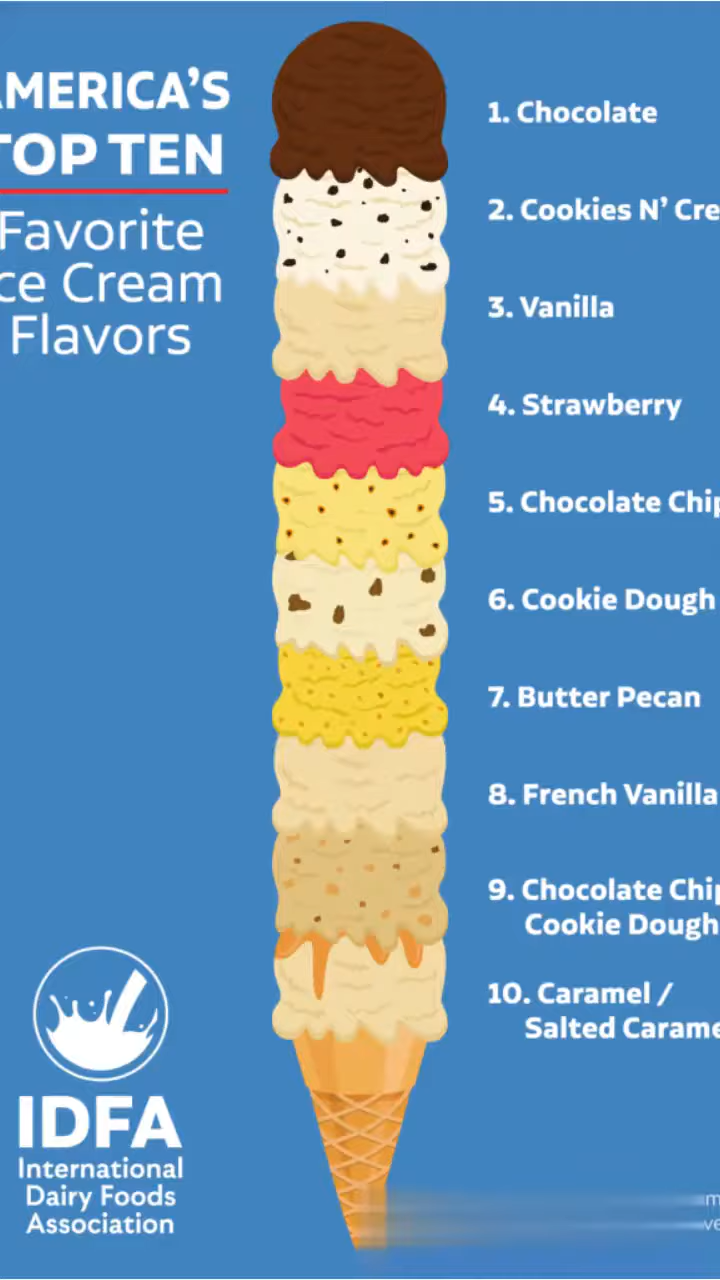 AMERICA'S
TOP TEN
Favorite
ce Cream
Flavors
1. Chocolate
2. Cookies N' Cre
3. Vanilla
4. Strawberry
5. Chocolate Chip
6. Cookie Dough
7. Butter Pecan
8. French Vanilla
9. Chocolate Chip
Cookie Dough
10. Caramel /
Salted Carame
IDFA
International
Dairy Foods
Association